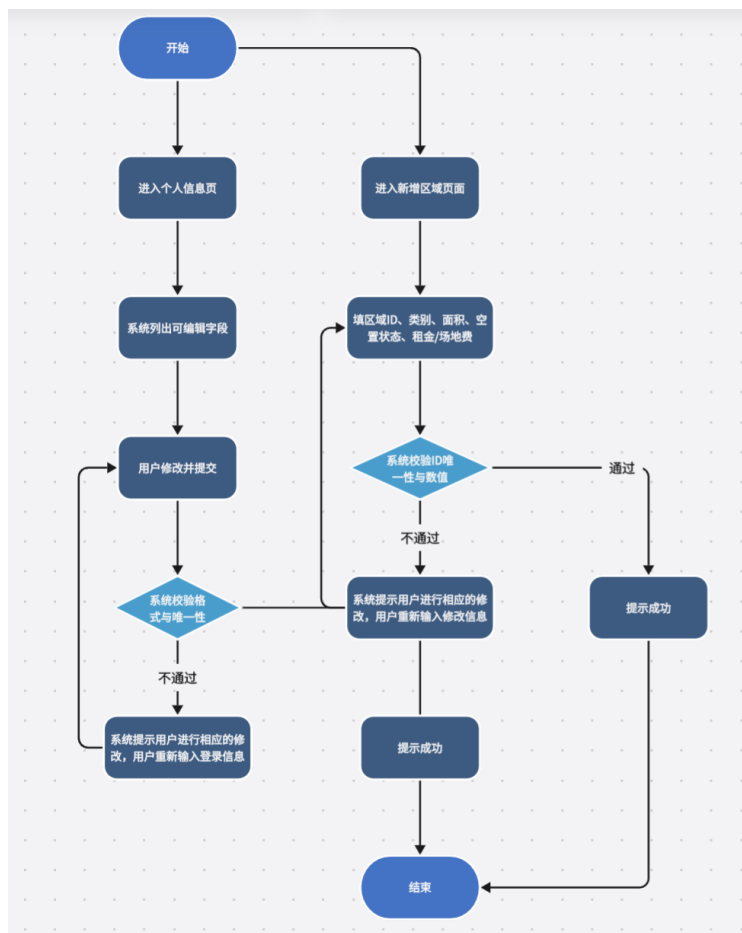 开始
进入个人信息页
进入新增区域页面
系统列出可编辑字段
填区域ID、类别、面积、空
置状态、租金/场地费
用户修改并提交
系统校验ID唯
一性与数值
通过
不通过
系统校验格
式与唯一性
系统提示用户进行相应的修
改，用户重新输入修改信息
提示成功
不通过
系统提示用户进行相应的修
改，用户重新输入登录信息
提示成功
结束